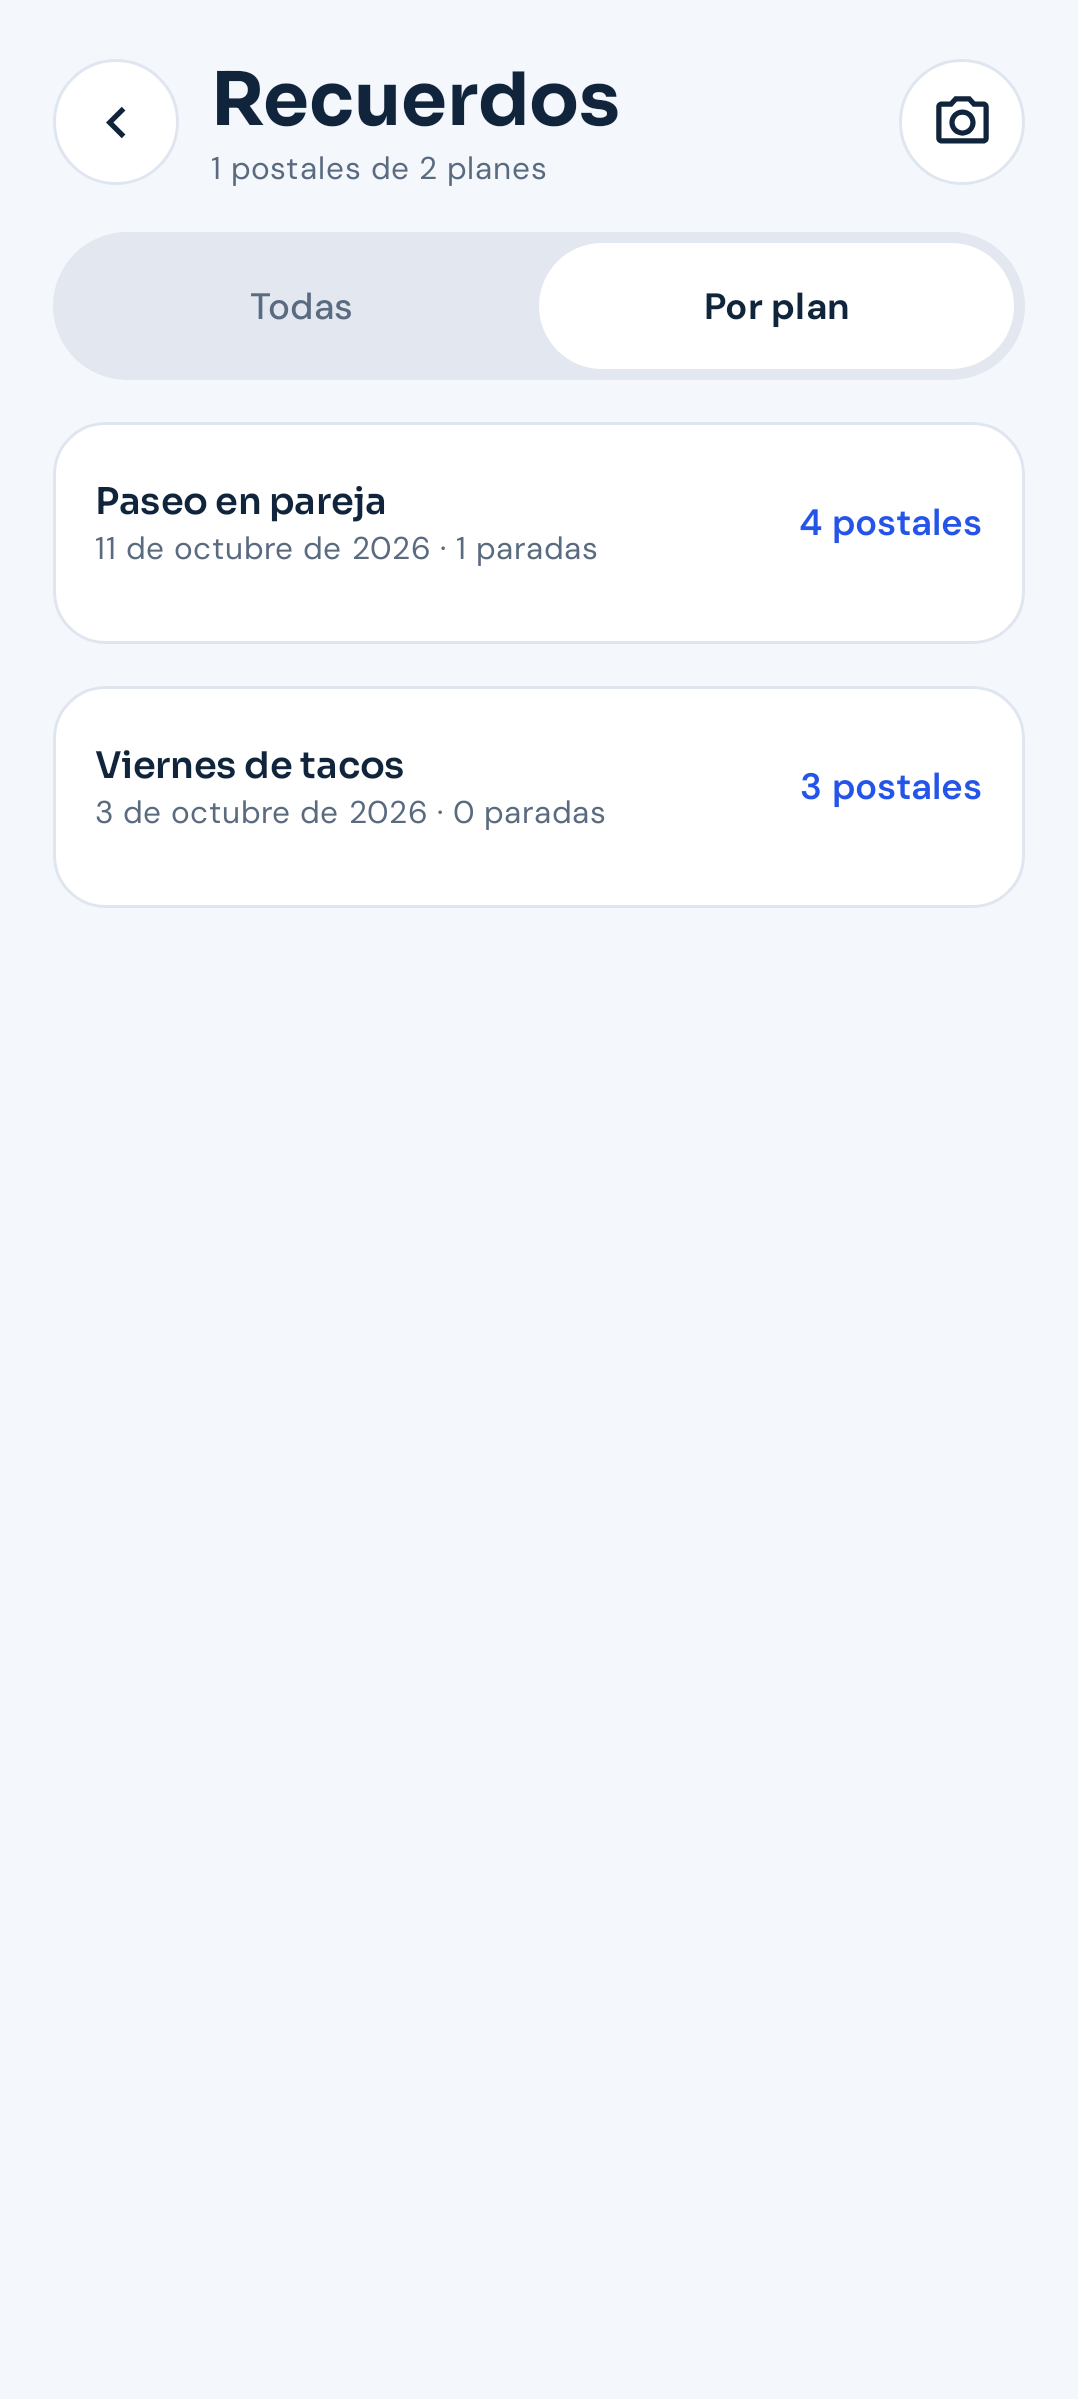 Recuerdos
1 postales de 2 planes
Todas
Por plan
Paseo en pareja
11 de octubre de 2026 · 1 paradas
4 postales
Viernes de tacos
3 de octubre de 2026 · 0 paradas
3 postales